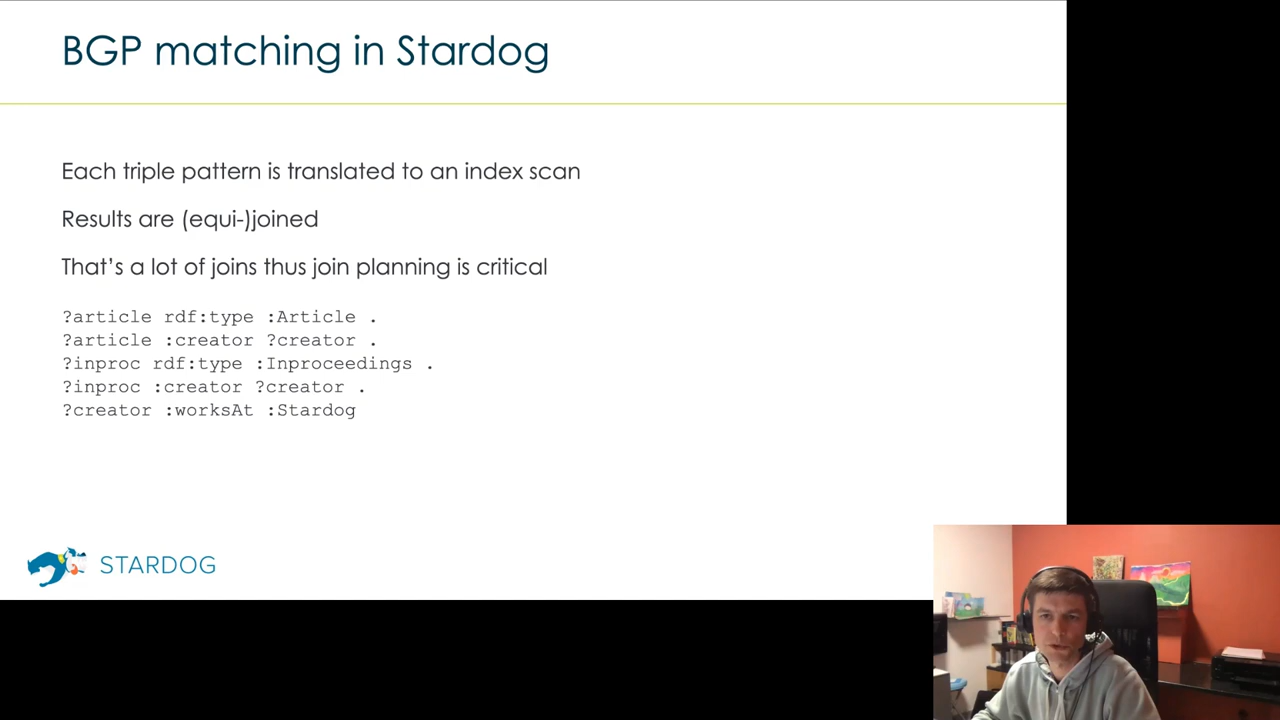 BGP matching in Stardog
Each triple pattern is translated to an index scan
Results are (equi-)joined
That's a lot of joins thus join planning is critical
?article rdf:type :Article .
?article :creator ?creator .
?inproc rdf:type :Inproceedings .
?inproc :creator ?creator .
?creator :worksAt :Stardog
STARDOG